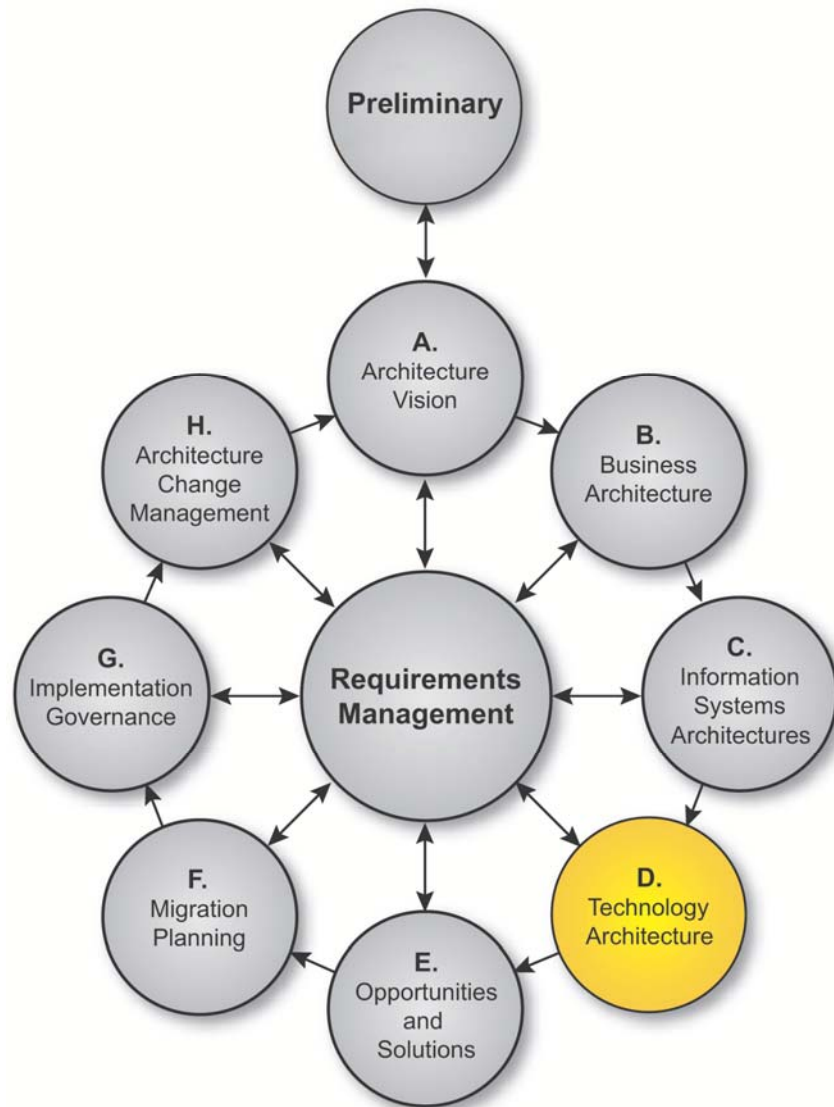 Preliminary
A.
Architecture
Vision
B.
Business
Architecture
C.
Information
Systems
Architectures
D.
Technology
Architecture
E.
Opportunities
and
Solutions
F.
Migration
Planning
G.
Implementation
Governance
H.
Architecture
Change
Management
Requirements
Management